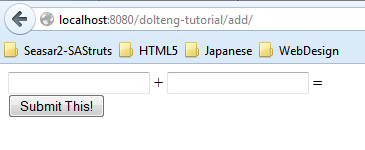 localhost:8080/dolteng-tutorial/add/
Seasar2-SAStruts HTML5 Japanese WebDesign
+ =
Submit This!